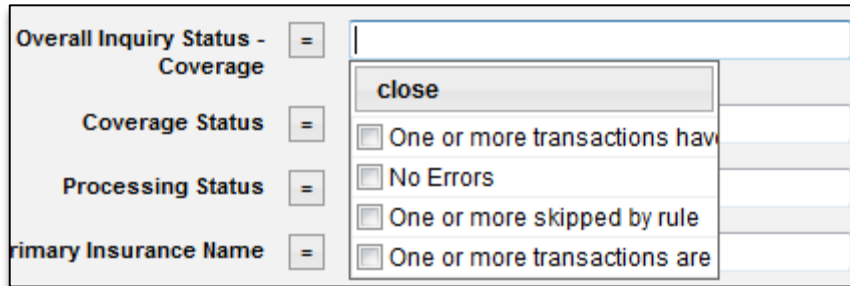 Overall Inquiry Status - =
Coverage
close
Coverage Status =
One or more transactions hav
No Errors
Processing Status =
One or more skipped by rule
rimary Insurance Name =
One or more transactions are